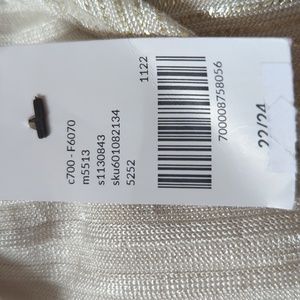 c700 - F6070
m5513
s1130843
sku601082134
5252
1122
700008758056
22/24